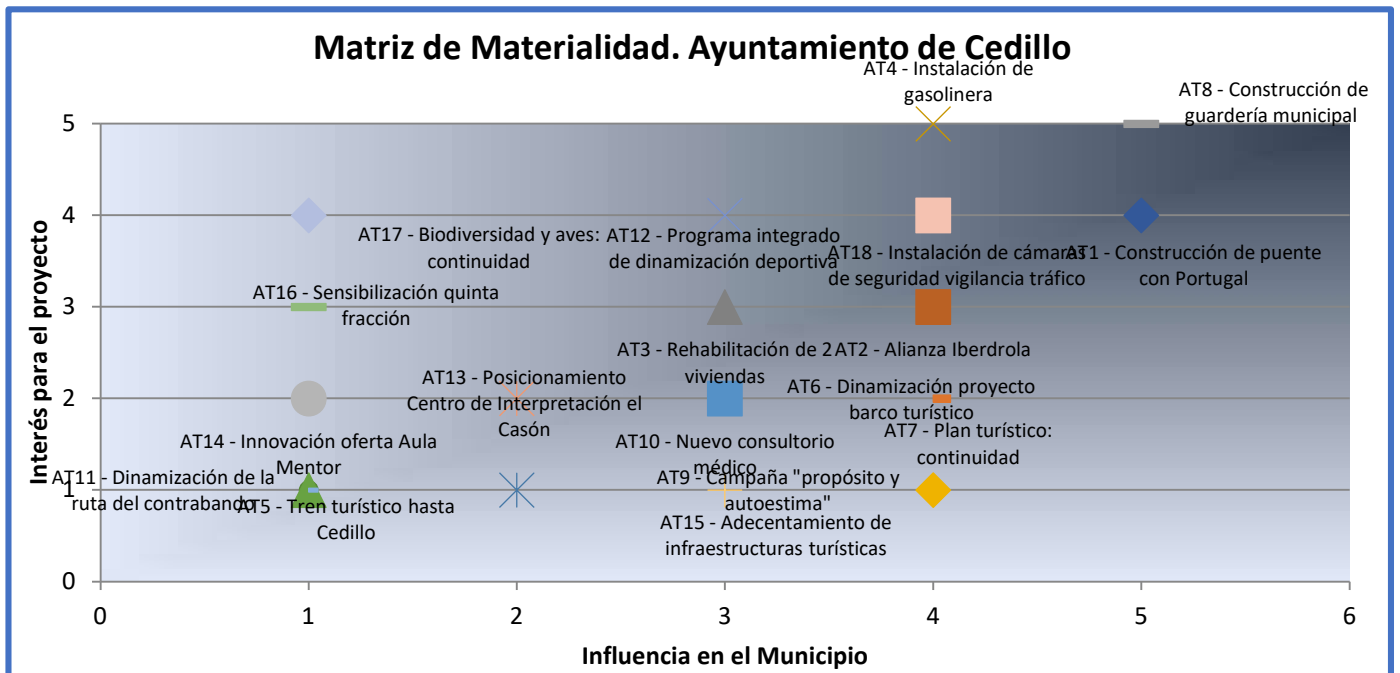 Matriz de Materialidad. Ayuntamiento de Cedillo
AT4 - Instalación de
gasolinera
AT8 - Construcción de
guardería municipal
5
4
3
2
1
0
Interés para el proyecto
AT17 - Biodiversidad y aves:
continuidad
AT12 - Programa integrado
de dinamización deportiva
AT18 - Instalación de cámaras
de seguridad vigilancia tráfico
AT1 - Construcción de puente
con Portugal
AT16 - Sensibilización quinta
fracción
AT3 - Rehabilitación de 2
viviendas
AT2 - Alianza Iberdrola
AT13 - Posicionamiento
Centro de Interpretación el
Casón
AT6 - Dinamización proyecto
barco turístico
AT14 - Innovación oferta Aula
Mentor
AT10 - Nuevo consultorio
médico
AT7 - Plan turístico:
continuidad
AT11 - Dinamización de la
ruta del contrabando
AT5 - Tren turístico hasta
Cedillo
AT9 - Campaña "propósito y
autoestima"
AT15 - Adecentamiento de
infraestructuras turísticas
0 1 2 3 4 5 6
Influencia en el Municipio